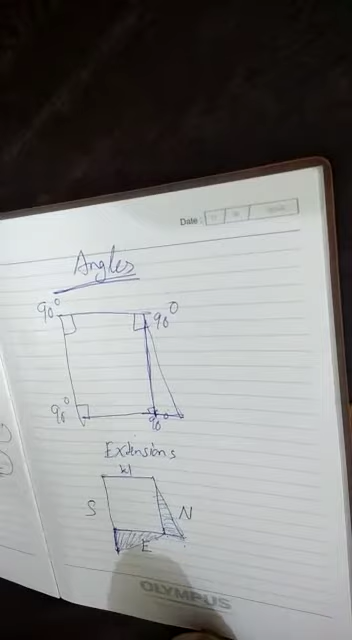 Date :
Angles
90° 90°
90° 90°
Extensions
W
S N
E
OLYMPUS